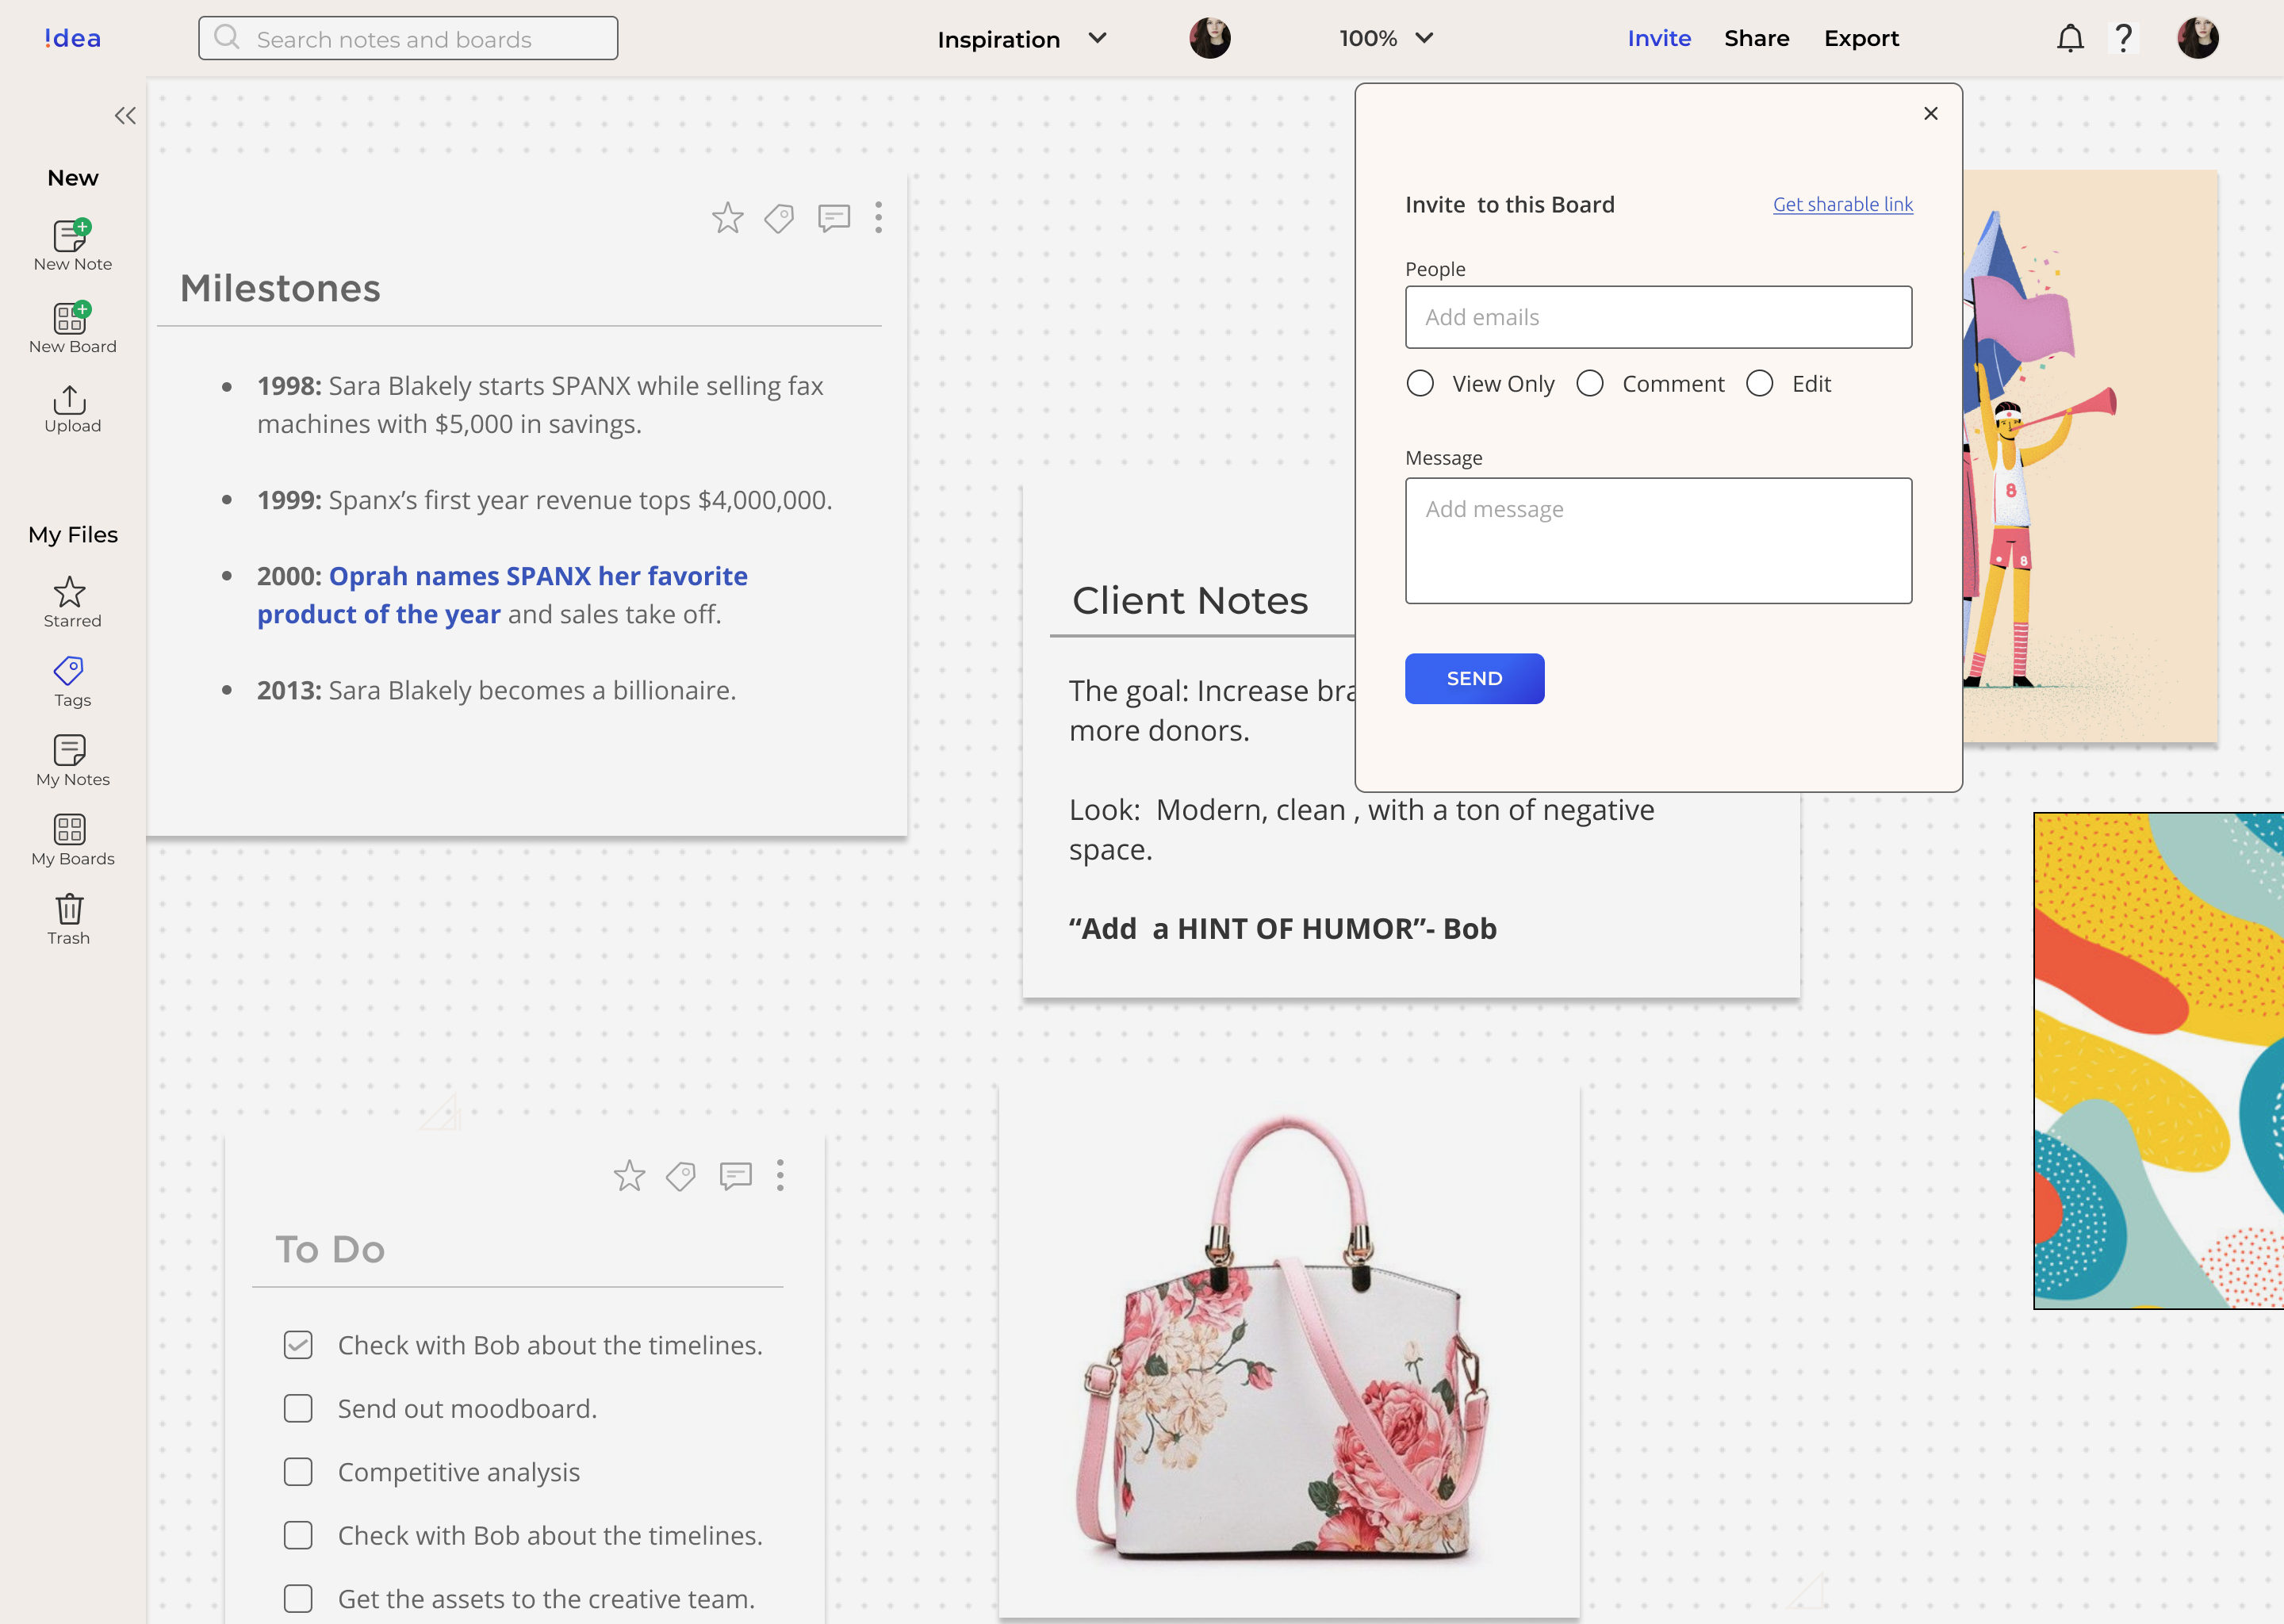 !dea
Search notes and boards
Inspiration
100%
Invite
Share
Export
?
New
New Note
New Board
Upload
My Files
Starred
Tags
My Notes
My Boards
Trash
Milestones
1998: Sara Blakely starts SPANX while selling fax
machines with $5,000 in savings.
1999: Spanx’s first year revenue tops $4,000,000.
2000: Oprah names SPANX her favorite
product of the year and sales take off.
2013: Sara Blakely becomes a billionaire.
Invite  to this Board
Get sharable link
People
Add emails
View Only
Comment
Edit
Message
Add message
SEND
8
8
Client Notes
The goal: Increase
more donors.
Look:  Modern, clean , with a ton of negative
space.
“Add  a HINT OF HUMOR”- Bob
To Do
Check with Bob about the timelines.
Send out moodboard.
Competitive analysis
Check with Bob about the timelines.
Get the assets to the creative team.